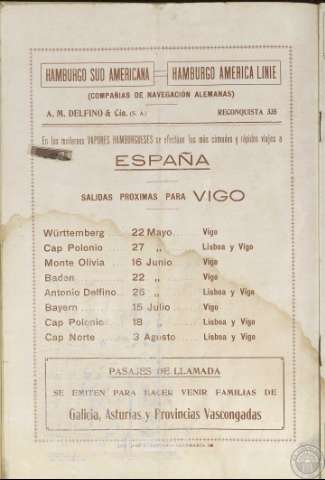 HAMBURGO SUD AMERICANA HAMBURGO AMERICA LINIE
(COMPAÑIAS DE NAVEGACIÓN ALEMANAS)
A. M. DELFINO & Cia. (S. A.) RECONQUISTA 335
En los modernos VAPORES HAMBURGUESES se efectúan los más cómodos y rápidos viajes a
ESPAÑA
SALIDAS PROXIMAS PARA VIGO
Württemberg 22 Mayo Vigo
Cap Polonio 27 „ Lisboa y Vigo
Monte Olivia 16 Junio Vigo
Baden 22 „ Vigo
Antonio Delfino 26 „ Lisboa y Vigo
Bayern 15 Julio Vigo
Cap Polonio 18 „ Lisboa y Vigo
Cap Norte 3 Agosto Lisboa y Vigo
PASAJES DE LLAMADA
SE EMITEN PARA HACER VENIR FAMILIAS DE
Galicia, Asturias y Provincias Vascongadas